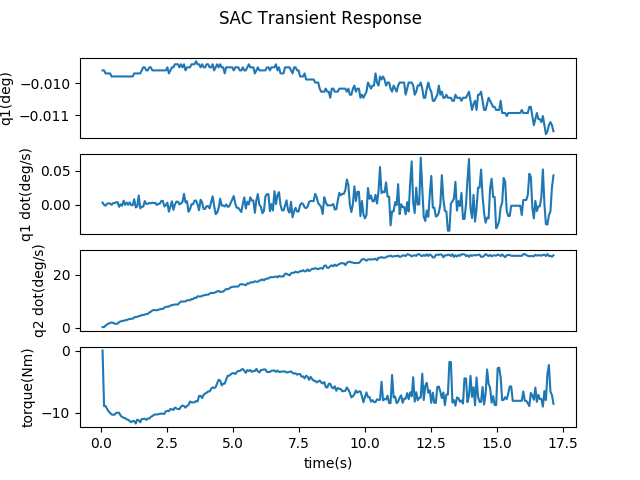 SAC Transient Response
q1(deg)
−0.010
−0.011
q1 dot(deg/s)
0.05
0.00
q2 dot(deg/s)
20
0
torque(Nm)
0
−10
0.0 2.5 5.0 7.5 10.0 12.5 15.0 17.5
time(s)